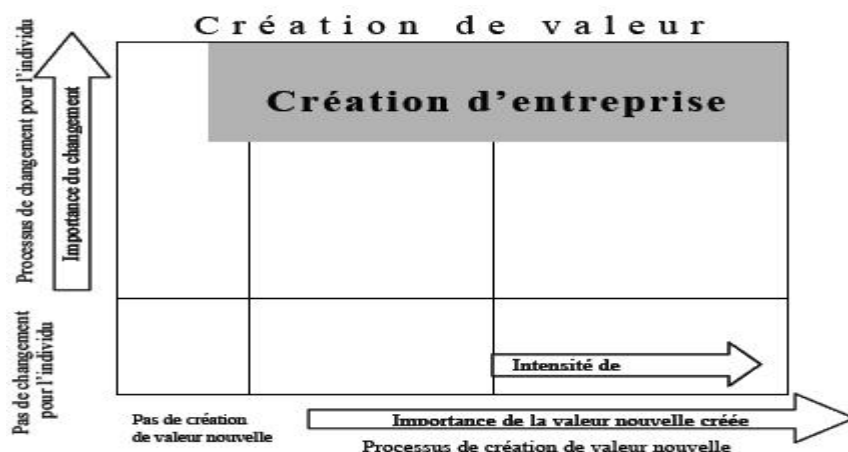 Création de valeur
Création d’entreprise
Processus de changement pour l’individu
Importance du changement
Pas de changement
pour l’individu
Intensité de
Pas de création
de valeur nouvelle
Importance de la valeur nouvelle créée
Processus de création de valeur nouvelle